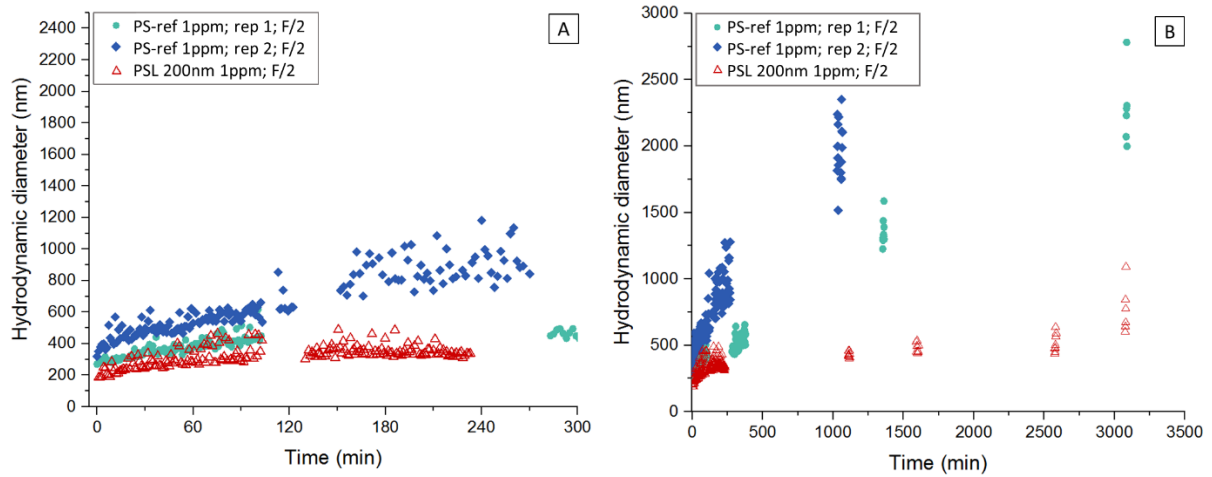 A
PS-ref 1ppm; rep 1; F/2
PS-ref 1ppm; rep 2; F/2
PSL 200nm 1ppm; F/2
Hydrodynamic diameter (nm)
2400
2200
2000
1800
1600
1400
1200
1000
800
600
400
200
0
0 60 120 180 240 300
Time (min)
B
PS-ref 1ppm; rep 1; F/2
PS-ref 1ppm; rep 2; F/2
PSL 200nm 1ppm; F/2
Hydrodynamic diameter (nm)
3000
2500
2000
1500
1000
500
0
0 500 1000 1500 2000 2500 3000 3500
Time (min)